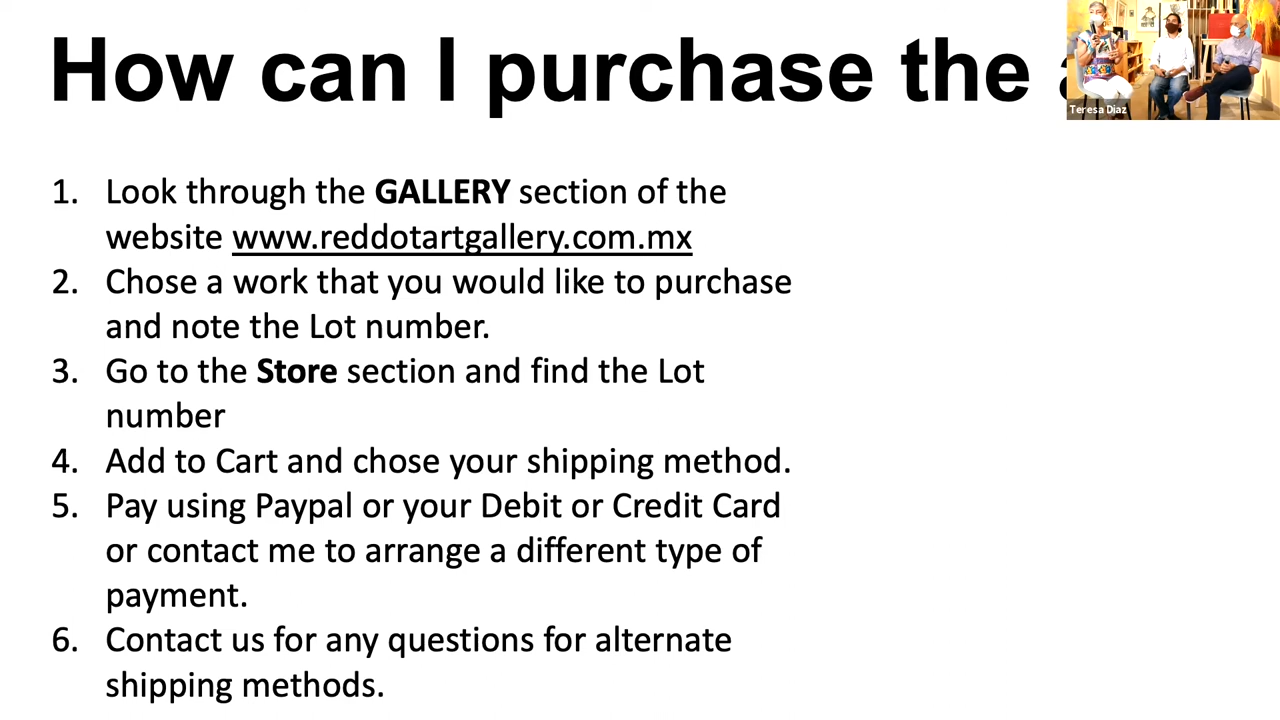 How can I purchase the
1. Look through the GALLERY section of the
website www.reddotartgallery.com.mx
2. Chose a work that you would like to purchase
and note the Lot number.
3. Go to the Store section and find the Lot
number
4. Add to Cart and chose your shipping method.
5. Pay using Paypal or your Debit or Credit Card
or contact me to arrange a different type of
payment.
6. Contact us for any questions for alternate
shipping methods.
Teresa Diaz